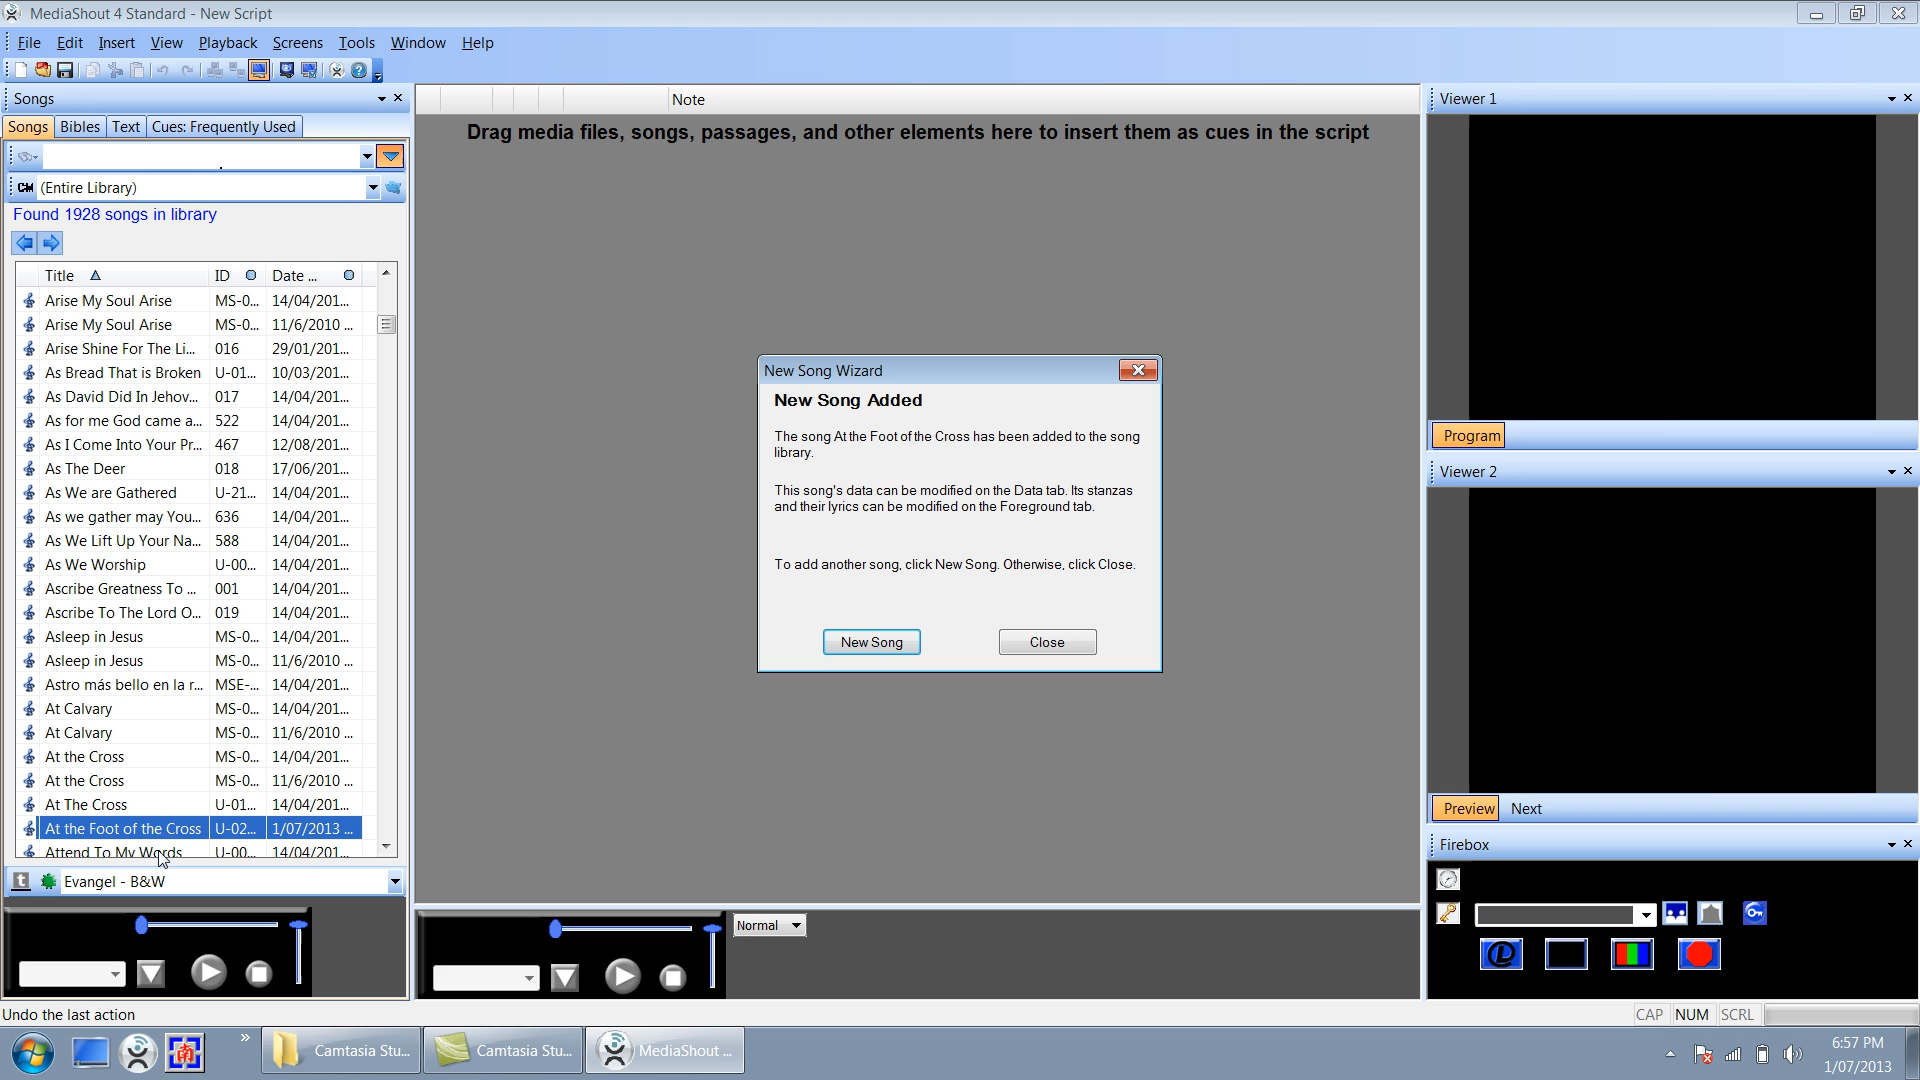 MediaShout 4 Standard - New Script
File Edit Insert View Playback Screens Tools Window Help
Songs
Songs Bibles Text Cues: Frequently Used
(Entire Library)
Found 1928 songs in library
Title ID Date ...
Arise My Soul Arise MS-0... 14/04/201...
Arise My Soul Arise MS-0... 11/6/2010 ...
Arise Shine For The Li... 016 29/01/201...
As Bread That is Broken U-01... 10/03/201...
As David Did In Jehov... 017 14/04/201...
As for me God came a... 522 14/04/201...
As I Come Into Your Pr... 467 12/08/201...
As The Deer 018 17/06/201...
As We are Gathered U-21... 14/04/201...
As we gather may You... 636 14/04/201...
As We Lift Up Your Na... 588 14/04/201...
As We Worship U-00... 14/04/201...
Ascribe Greatness To ... 001 14/04/201...
Ascribe To The Lord O... 019 14/04/201...
Asleep in Jesus MS-0... 14/04/201...
Asleep in Jesus MS-0... 11/6/2010 ...
Astro más bello en la r... MSE-... 14/04/201...
At Calvary MS-0... 14/04/201...
At Calvary MS-0... 11/6/2010 ...
At the Cross MS-0... 14/04/201...
At the Cross MS-0... 11/6/2010 ...
At The Cross U-01... 14/04/201...
At the Foot of the Cross U-02... 1/07/2013 ...
Attend To My Words U-00... 14/04/201...
Evangel - B&W
Note
Drag media files, songs, passages, and other elements here to insert them as cues in the script
New Song Wizard
New Song Added
The song At the Foot of the Cross has been added to the song
library.
This song's data can be modified on the Data tab. Its stanzas
and their lyrics can be modified on the Foreground tab.
To add another song, click New Song. Otherwise, click Close.
New Song Close
Normal
Viewer 1
Program
Viewer 2
Preview Next
Firebox
Undo the last action
CAP NUM SCRL
Camtasia Stu... Camtasia Stu... MediaShout ...
6:57 PM
1/07/2013